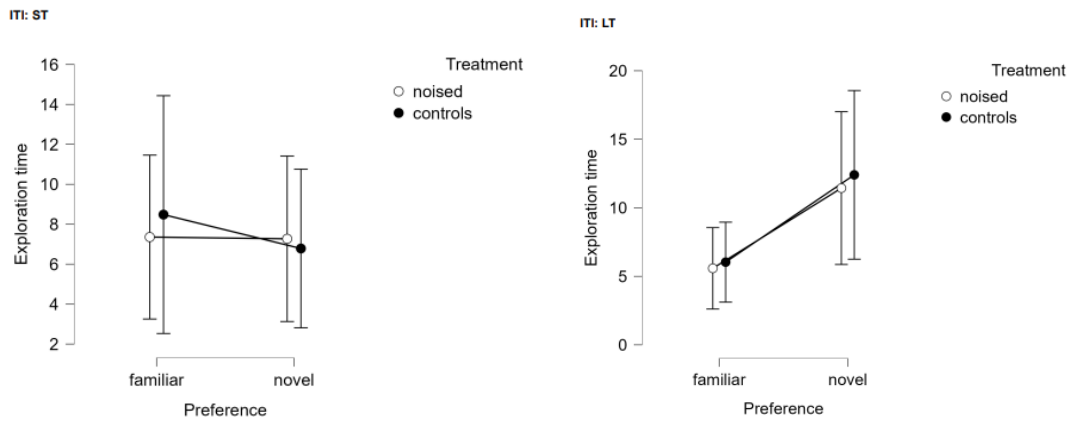 ITI: ST
Treatment
noised
controls
Exploration time
16
14
12
10
8
6
4
2
familiar
novel
Preference
ITI: LT
Treatment
noised
controls
Exploration time
20
15
10
5
0
familiar
novel
Preference